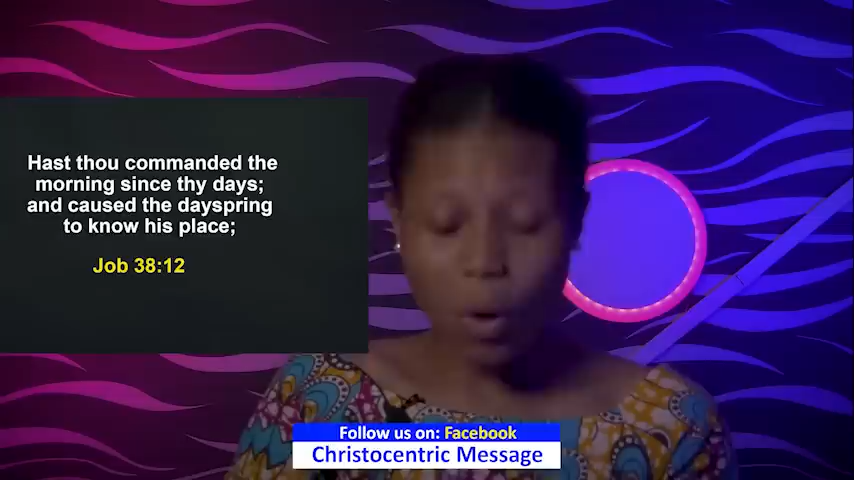 Hast thou commanded the
morning since thy days;
and caused the dayspring
to know his place;
Job 38:12
Follow us on: Facebook
Christocentric Message